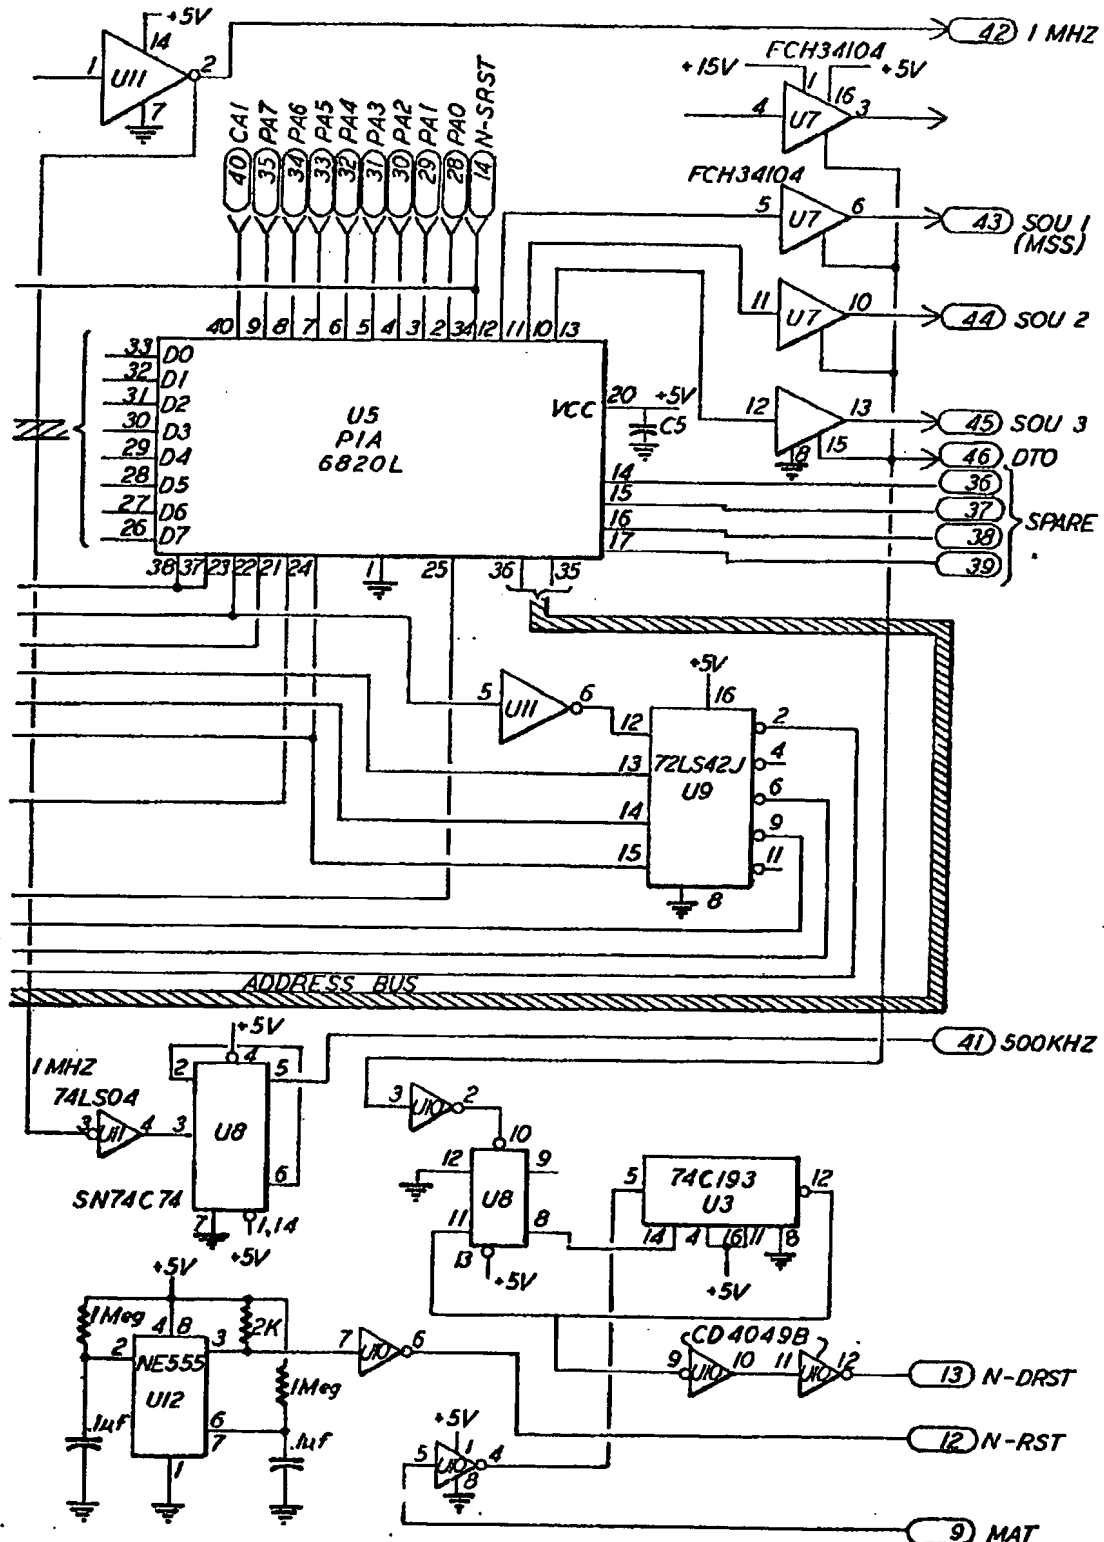 +5V
14
1 U11 2
7
42 1 MHZ
FCH34104
+15V 1 +5V
16
4 U7 3
40 CA1
35 PA7
34 PA6
33 PA5
32 PA4
31 PA3
30 PA2
29 PA1
28 PA0
14 N-SRST
FCH34104
5 U7 6
43 SOU 1
(MSS)
11 U7 10
44 SOU 2
12 13
8 15
45 SOU 3
46 DTO
40 9 8 7 6 5 4 3 2 34 12 11 10 13
33 D0
32 D1
31 D2
30 D3
29 D4
28 D5
27 D6
26 D7
U5
PIA
6820L
VCC 20 +5V
C5
14 36
15 37
16 38
17 39
SPARE
38 37 23 22 21 24 1 25 36 35
5 U11 6
+5V
16
12 2
13 72LS42J 4
U9 6
14 9
15 11
8
ADDRESS BUS
1 MHZ
74LS04
3 U11 4
+5V
2 4 5
3 U8
6
SN74C74
7 1,14
+5V
41 500KHZ
3 U10 2
10
12 9
U8
11 8
13
+5V
5 74C193 12
U3
14 4 16 11 8
+5V
+5V
1Meg
4 8
2 3
2K
NE555
U12
1Meg
6
7
.1uf
.1uf
1
7 U10 6
CD4049B
9 U10 10 11 U10 12
13 N-DRST
12 N-RST
+5V
1
5 U10 4
8
9 MAT